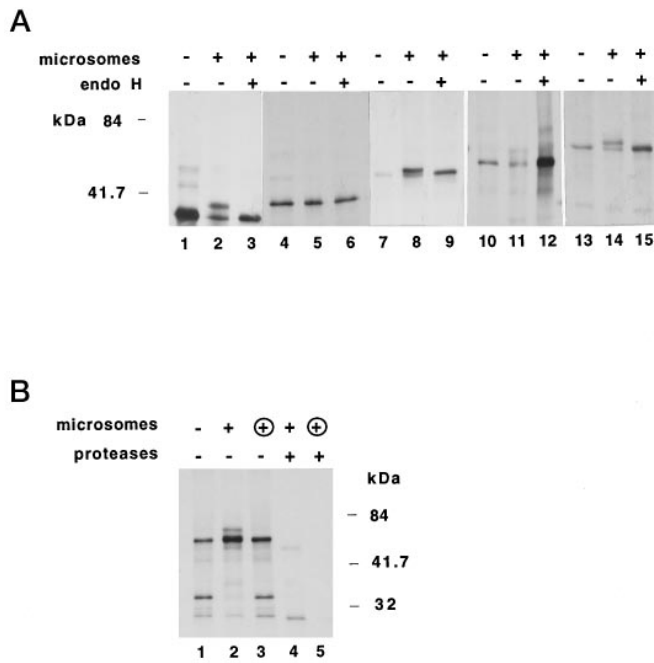 A
microsomes - + + - + + - + + - + + - + +
endo H - - + - - + - - + - - + - - +
kDa 84 -
41.7 -
1 2 3 4 5 6 7 8 9 10 11 12 13 14 15
B
microsomes - + + + +
proteases - - - + +
kDa
- 84
- 41.7
- 32
1 2 3 4 5